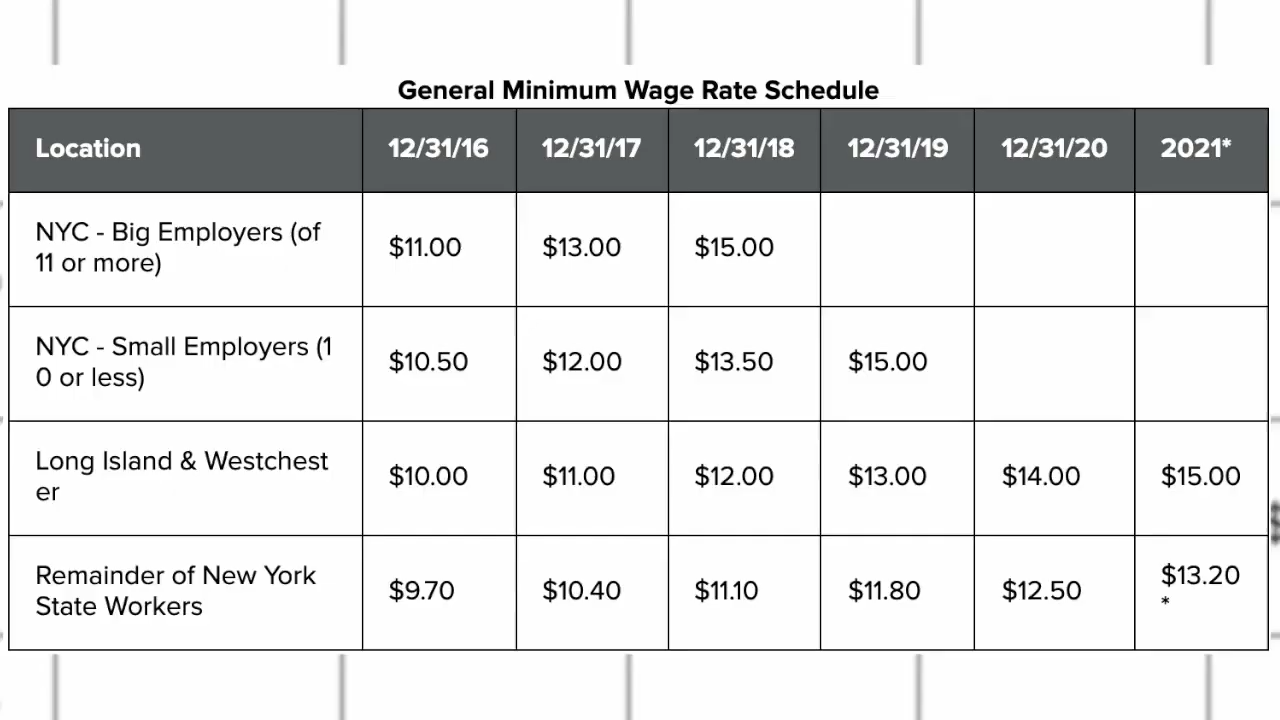 General Minimum Wage Rate Schedule
Location 12/31/16 12/31/17 12/31/18 12/31/19 12/31/20 2021*
NYC - Big Employers (of
11 or more)
$11.00 $13.00 $15.00
NYC - Small Employers (1
0 or less)
$10.50 $12.00 $13.50 $15.00
Long Island & Westchest
er
$10.00 $11.00 $12.00 $13.00 $14.00 $15.00
Remainder of New York
State Workers
$9.70 $10.40 $11.10 $11.80 $12.50 $13.20
*